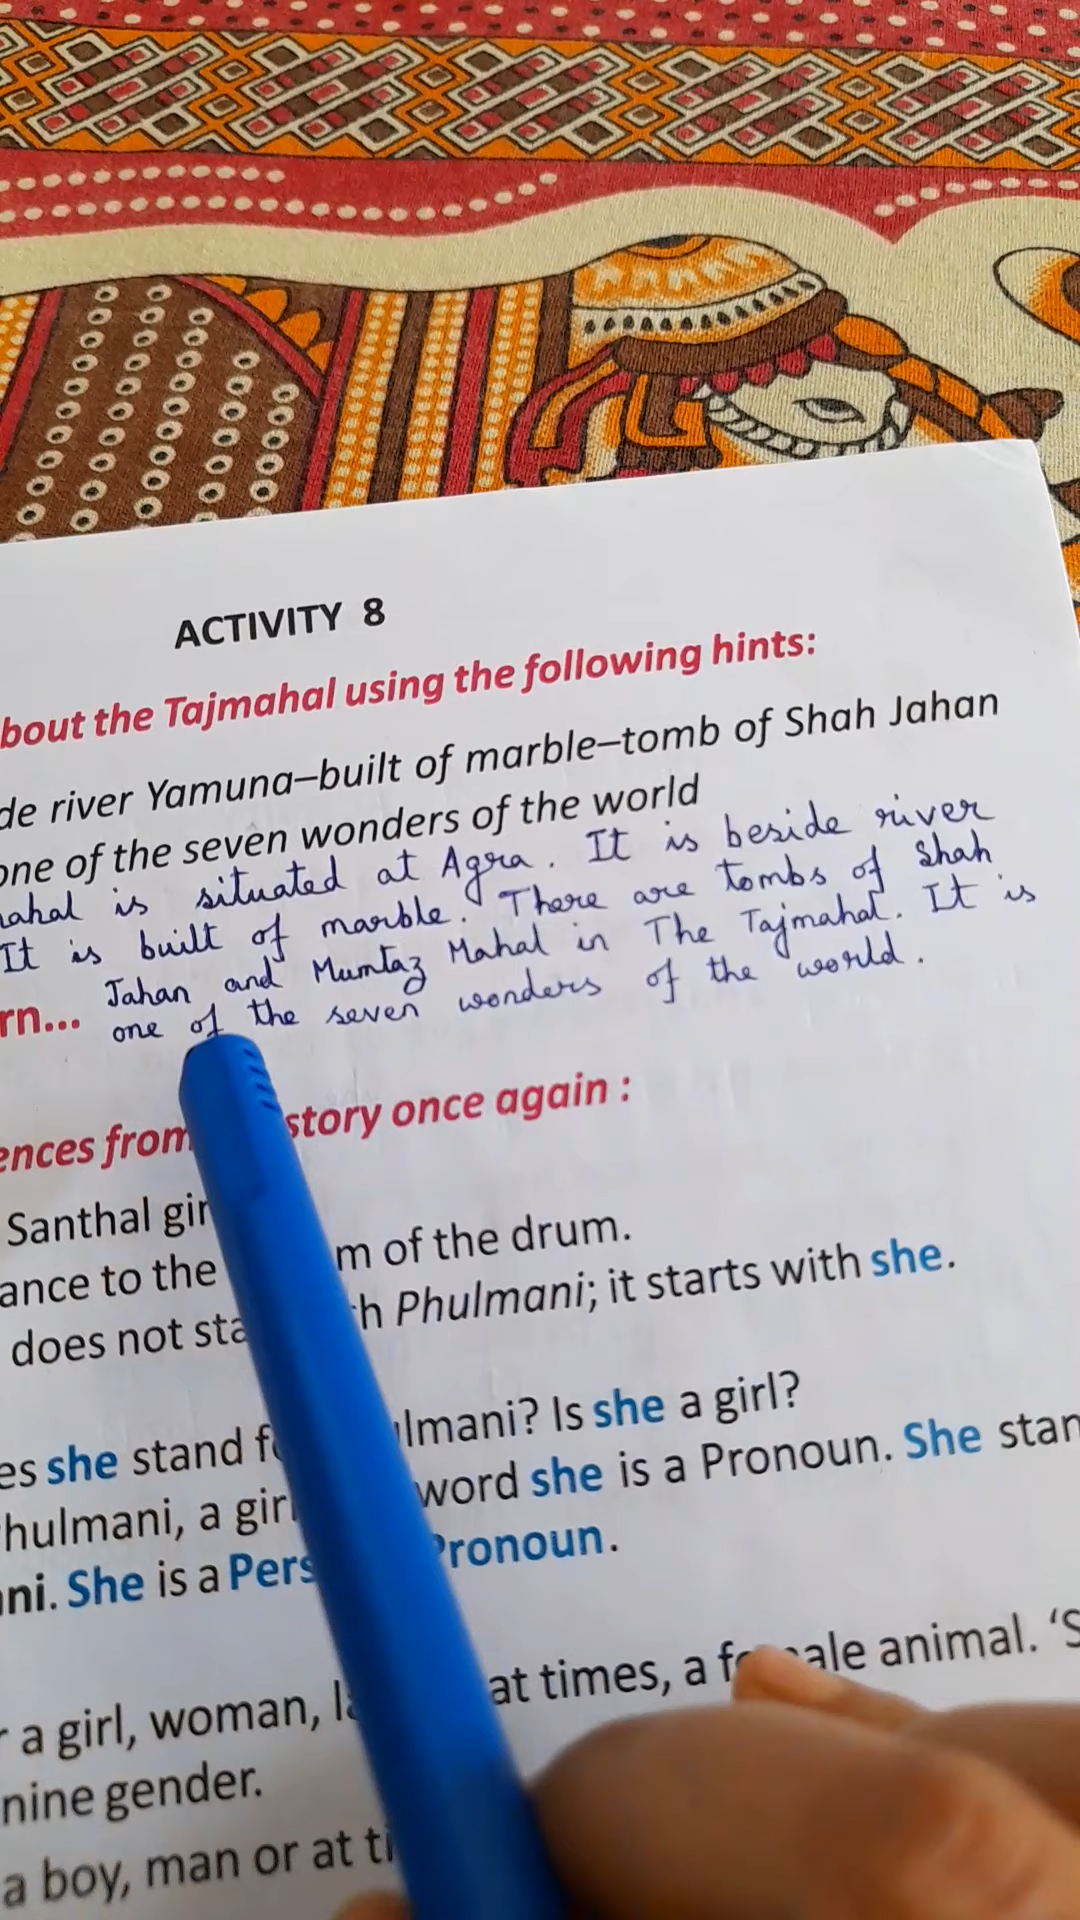 ACTIVITY 8
bout the Tajmahal using the following hints:
de river Yamuna–built of marble–tomb of Shah Jahan
one of the seven wonders of the world
ahal is situated at Agra. It is beside river
It is built of marble. There are tombs of Shah
rn... Jahan and Mumtaz Mahal in The Tajmahal. It is
one of the seven wonders of the world.
ences from story once again :
Santhal gir
ance to the m of the drum.
does not sta h Phulmani; it starts with she.
es she stand f lmani? Is she a girl?
hulmani, a girl word she is a Pronoun. She stan
ani. She is a Pers Pronoun.
r a girl, woman, l at times, a female animal. 'S
nine gender.
a boy, man or at ti